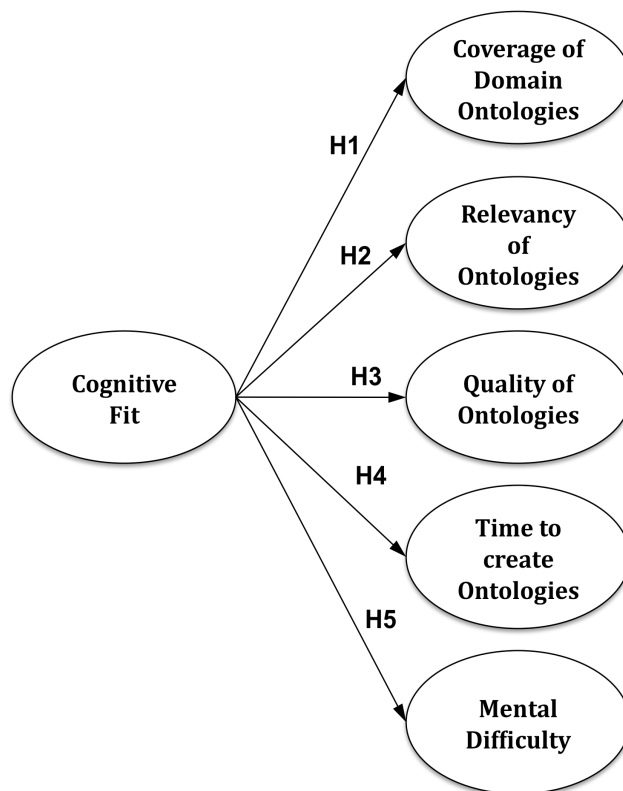 Coverage of
Domain
Ontologies
H1
Relevancy
of
Ontologies
H2
Cognitive
Fit
H3
Quality of
Ontologies
H4
Time to
create
Ontologies
H5
Mental
Difficulty